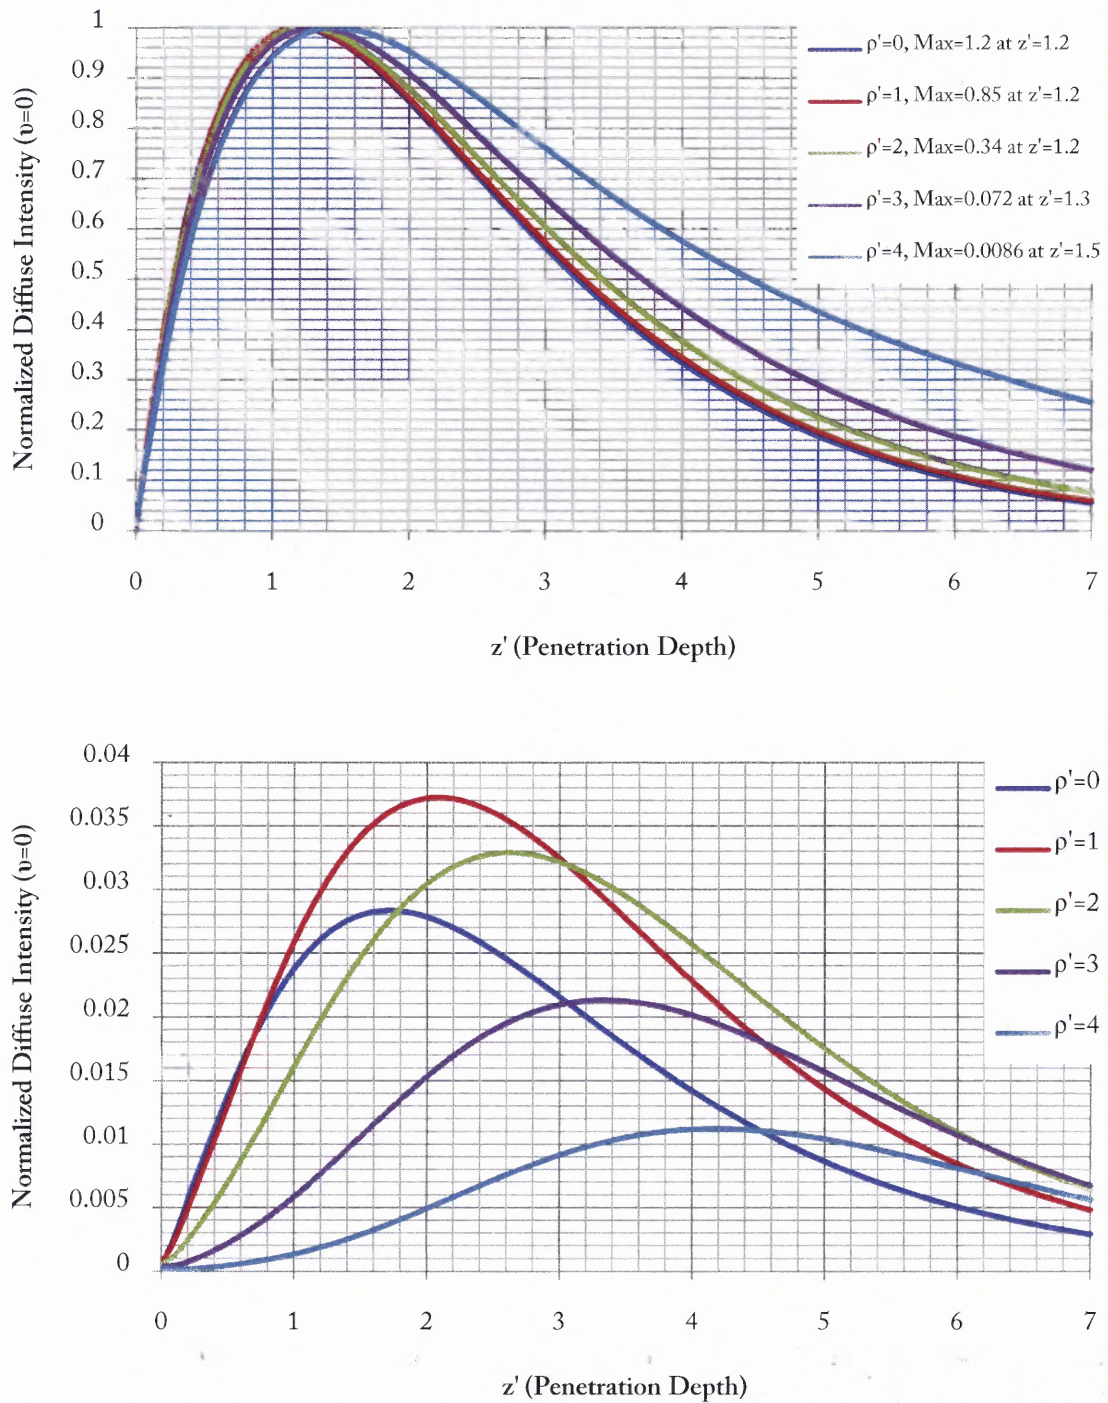 Normalized Diffuse Intensity (υ=0)
1
0.9
0.8
0.7
0.6
0.5
0.4
0.3
0.2
0.1
0
0 1 2 3 4 5 6 7
z' (Penetration Depth)
ρ'=0, Max=1.2 at z'=1.2
ρ'=1, Max=0.85 at z'=1.2
ρ'=2, Max=0.34 at z'=1.2
ρ'=3, Max=0.072 at z'=1.3
ρ'=4, Max=0.0086 at z'=1.5
Normalized Diffuse Intensity (υ=0)
0.04
0.035
0.03
0.025
0.02
0.015
0.01
0.005
0
0 1 2 3 4 5 6 7
z' (Penetration Depth)
ρ'=0
ρ'=1
ρ'=2
ρ'=3
ρ'=4